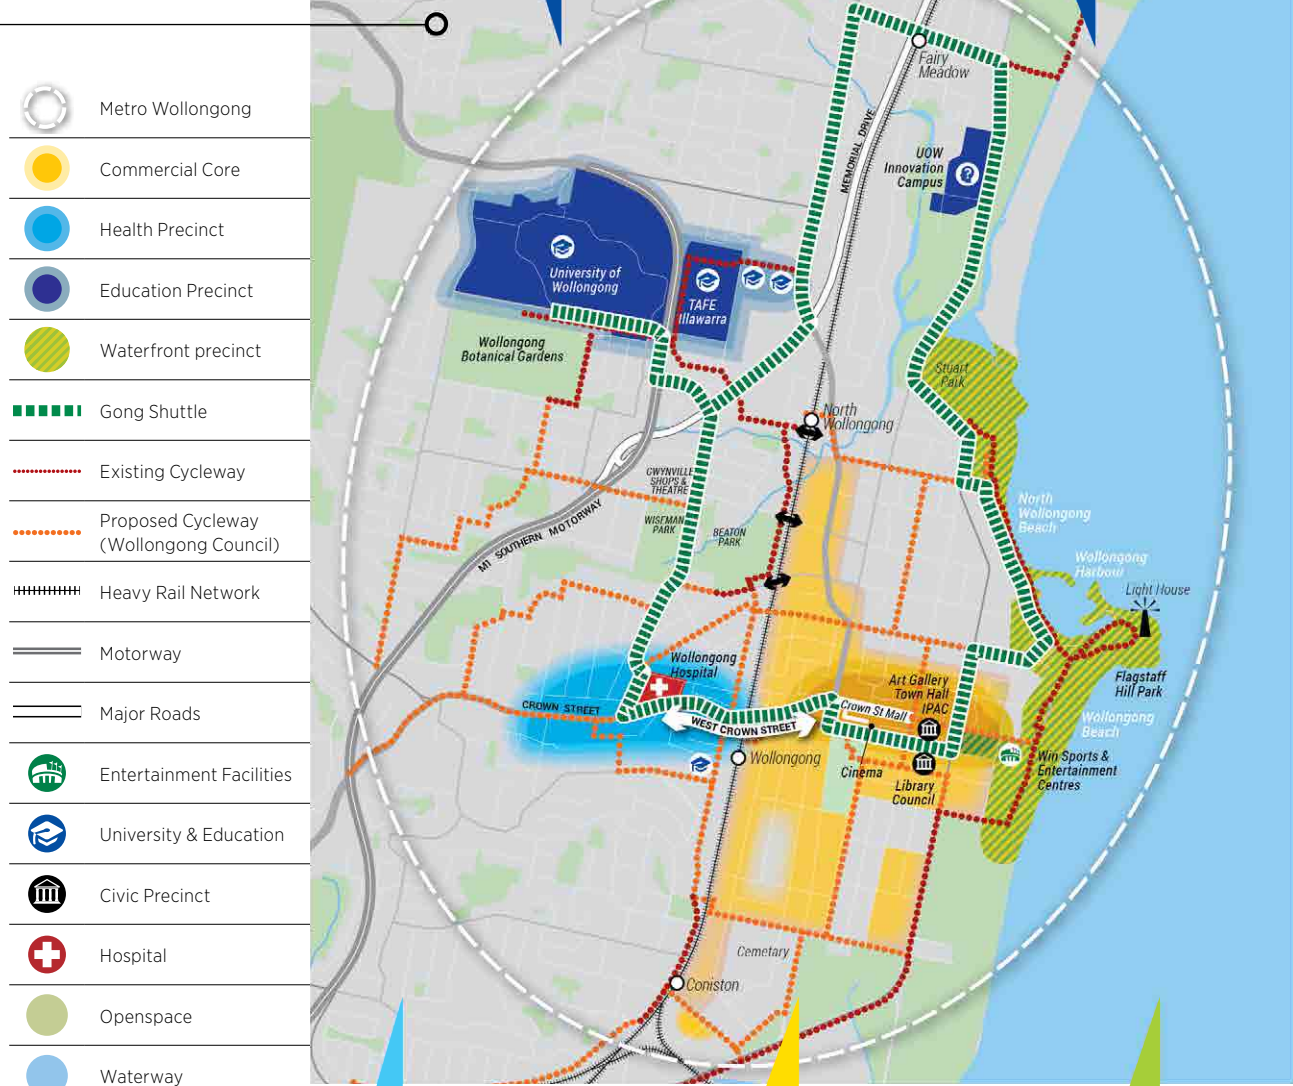 Metro Wollongong
Commercial Core
Health Precinct
Education Precinct
Waterfront precinct
Gong Shuttle
Existing Cycleway
Proposed Cycleway
(Wollongong Council)
Heavy Rail Network
Motorway
Major Roads
Entertainment Facilities
University & Education
Civic Precinct
Hospital
Openspace
Waterway
Fairy
Meadow
MEMORIAL DRIVE
UOW
Innovation
Campus
University of
Wollongong
TAFE
Illawarra
Wollongong
Botanical Gardens
Stuart
Park
North
Wollongong
GWYNVILLE
SHOPS &
THEATRE
WISEMAN
PARK
BEATON
PARK
M1 SOUTHERN MOTORWAY
North
Wollongong
Beach
Wollongong
Harbour
Light House
Wollongong
Hospital
Art Gallery
Town Hall
IPAC
Flagstaff
Hill Park
CROWN STREET
Crown St Mall
WEST CROWN STREET
Wollongong
Beach
Wollongong
Cinema
Library
Council
Win Sports &
Entertainment
Centres
Cemetary
Coniston